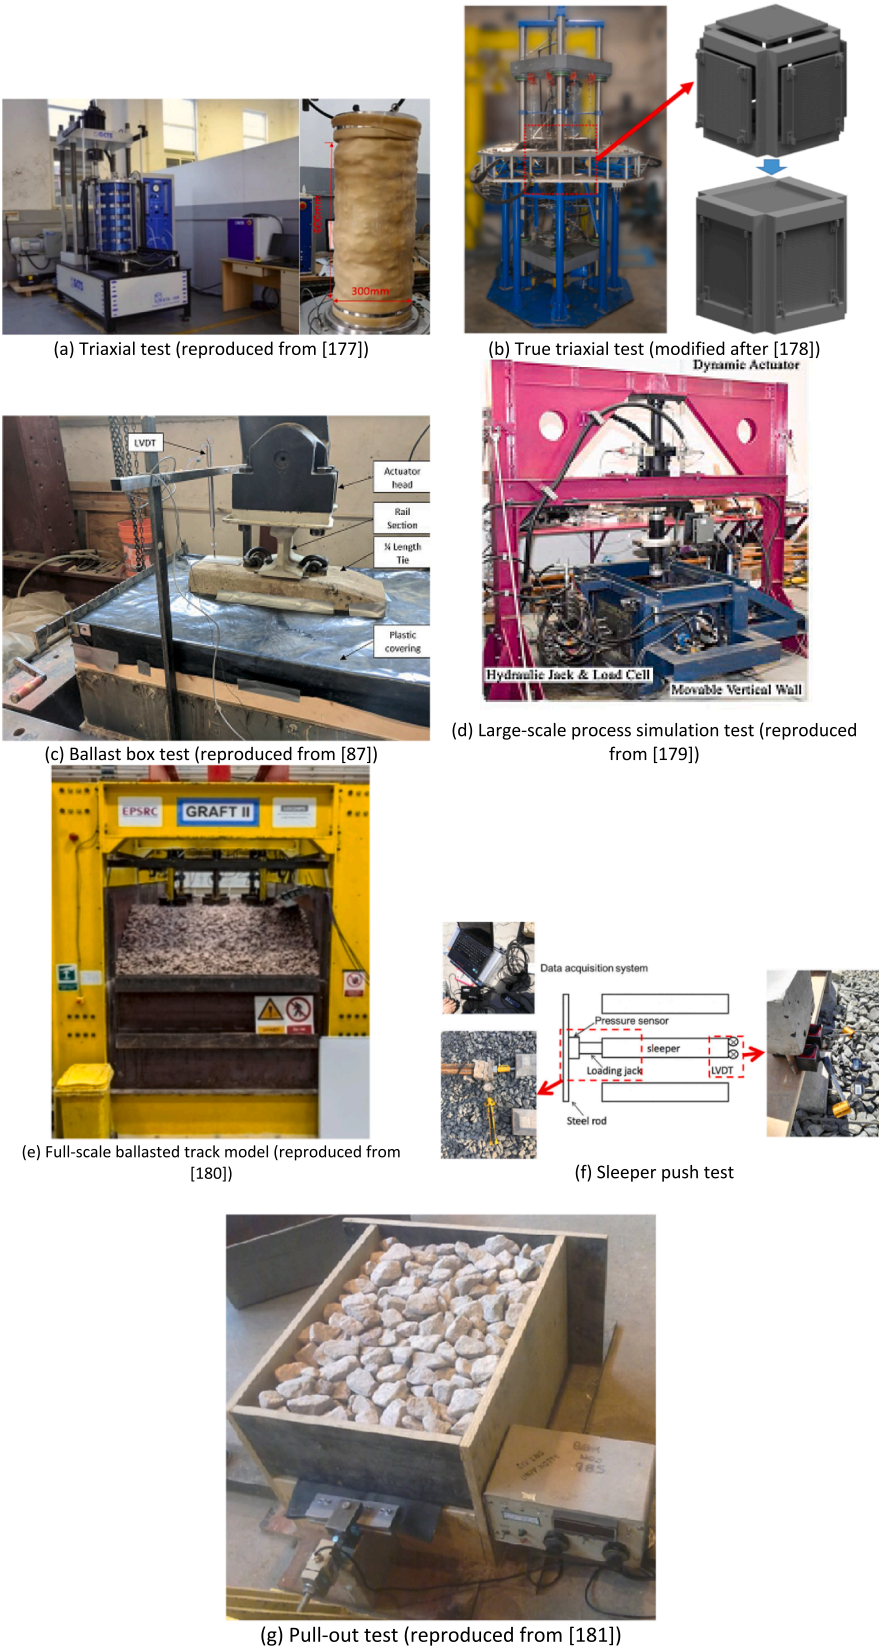 GCTS
GCTS
600mm
300mm
(a) Triaxial test (reproduced from [177])
(b) True triaxial test (modified after [178])
LVDT
Actuator
head
Rail
Section
¼ Length
Tie
Plastic
covering
(c) Ballast box test (reproduced from [87])
Dynamic Actuator
Hydraulic Jack & Load Cell
Movable Vertical Wall
(d) Large-scale process simulation test (reproduced
from [179])
EPSRC
GRAFT II
(e) Full-scale ballasted track model (reproduced from
[180])
Data acquisition system
Pressure sensor
sleeper
Loading jack
LVDT
Steel rod
(f) Sleeper push test
985
(g) Pull-out test (reproduced from [181])